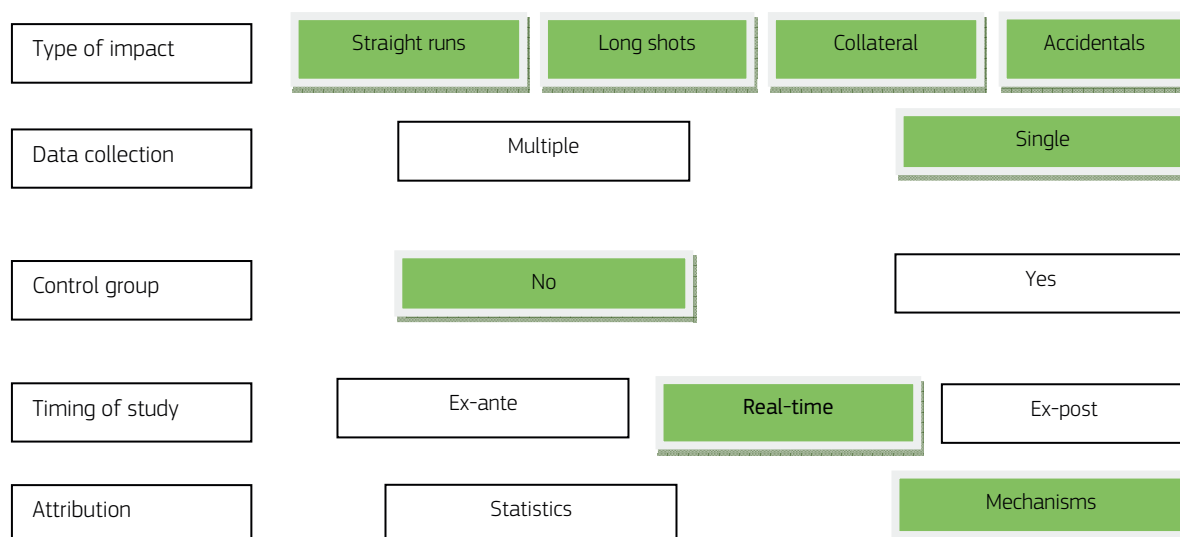 Type of impact
Straight runs
Long shots
Collateral
Accidentals
Data collection
Multiple
Single
Control group
No
Yes
Timing of study
Ex-ante
Real-time
Ex-post
Attribution
Statistics
Mechanisms